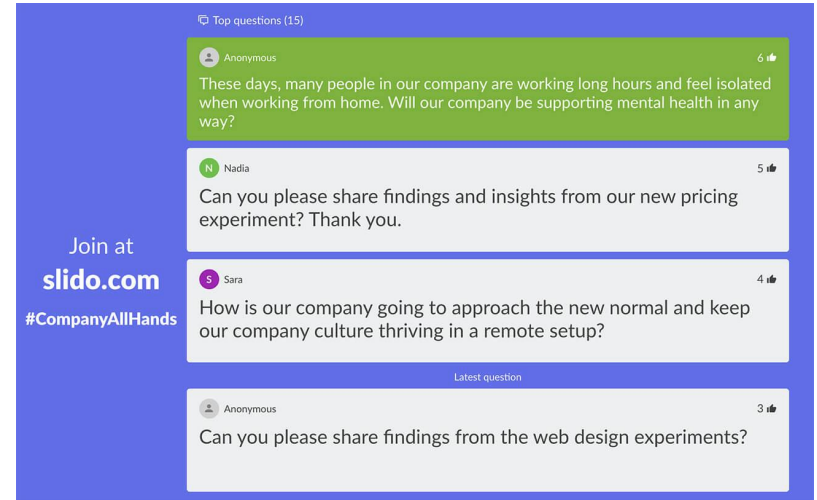 Top questions (15)
Anonymous
6
These days, many people in our company are working long hours and feel isolated
when working from home. Will our company be supporting mental health in any
way?
N Nadia
5
Can you please share findings and insights from our new pricing
experiment? Thank you.
Join at
slido.com
#CompanyAllHands
S Sara
4
How is our company going to approach the new normal and keep
our company culture thriving in a remote setup?
Latest question
Anonymous
3
Can you please share findings from the web design experiments?